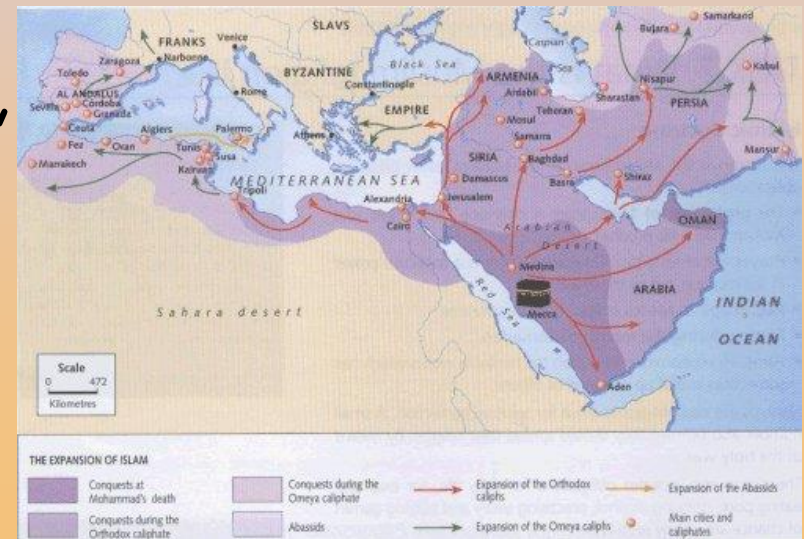 SLAVS
FRANKS
Venice
Narbonne
Zaragoza
Toledo
AL ANDALUS
Córdoba
Sevilla
Granada
Ceuta
Fez
Oran
Algiers
Marrakech
Rome
Palermo
Tunis
Susa
Kairuan
Tripoli
BYZANTINE
Constantinople
EMPIRE
Athens
Black Sea
MEDITERRANEAN SEA
Alexandria
Cairo
Caspian
Sea
ARMENIA
Ardabil
Mosul
Teheran
Samarra
SIRIA
Baghdad
Damascus
Jerusalem
Basra
Sharastan
Nisapur
PERSIA
Bujara
Samarkand
Kabul
Mansur
Shiraz
OMAN
Arabian
Desert
Medina
Mecca
ARABIA
Red Sea
Aden
INDIAN
OCEAN
Sahara desert
Scale
0 472
Kilometres
THE EXPANSION OF ISLAM
Conquests at
Mohammad's death
Conquests during the
Orthodox caliphate
Conquests during the
Omeya caliphate
Abassids
Expansion of the Orthodox
caliphs
Expansion of the Omeya caliphs
Expansion of the Abassids
Main cities and
caliphates